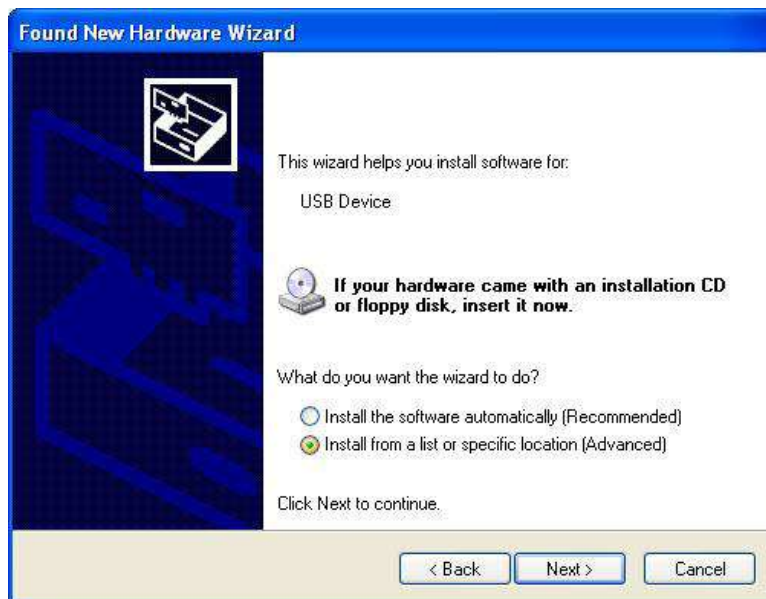 Found New Hardware Wizard
This wizard helps you install software for:
USB Device
If your hardware came with an installation CD
or floppy disk, insert it now.
What do you want the wizard to do?
Install the software automatically (Recommended)
Install from a list or specific location (Advanced)
Click Next to continue.
< Back Next > Cancel